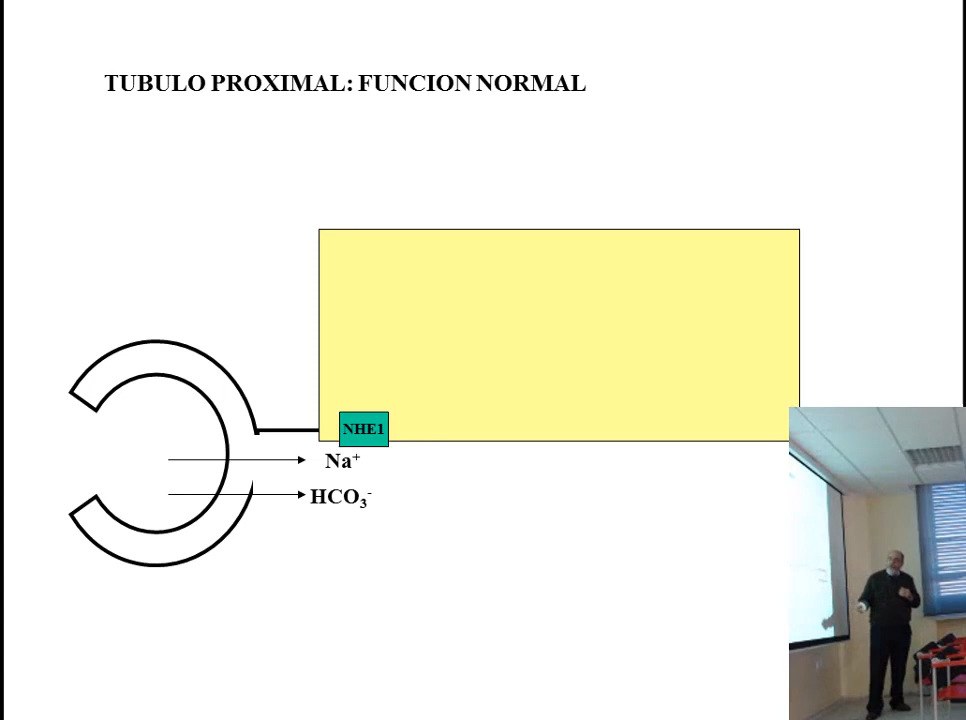 TUBULO PROXIMAL: FUNCION NORMAL
NHE1
Na⁺
HCO₃⁻